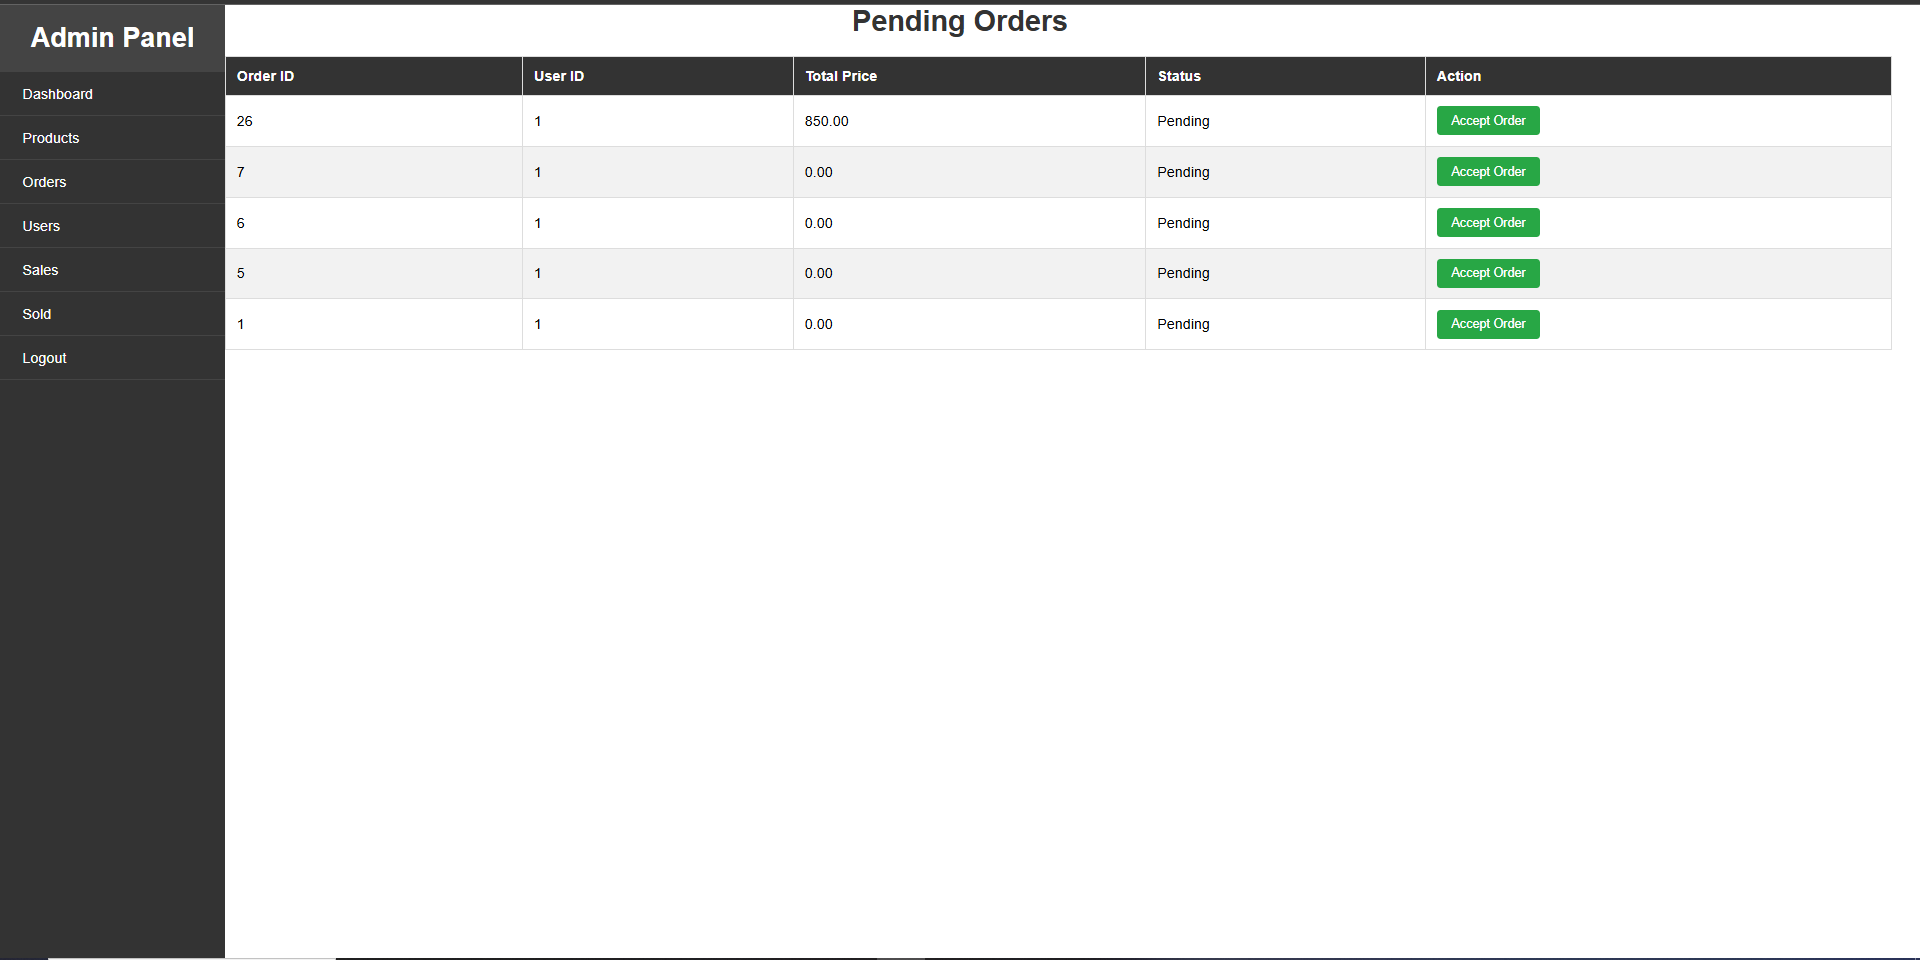 Admin Panel
Dashboard
Products
Orders
Users
Sales
Sold
Logout
Pending Orders
Order ID User ID Total Price Status Action
26 1 850.00 Pending Accept Order
7 1 0.00 Pending Accept Order
6 1 0.00 Pending Accept Order
5 1 0.00 Pending Accept Order
1 1 0.00 Pending Accept Order